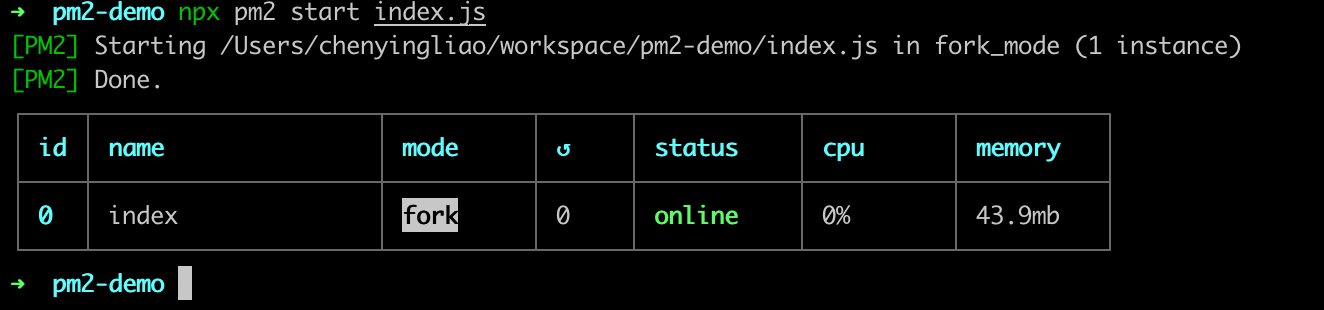 ➜ pm2-demo npx pm2 start index.js
[PM2] Starting /Users/chenyingliao/workspace/pm2-demo/index.js in fork_mode (1 instance)
[PM2] Done.
id name mode ↺ status cpu memory
0 index fork 0 online 0% 43.9mb
➜ pm2-demo